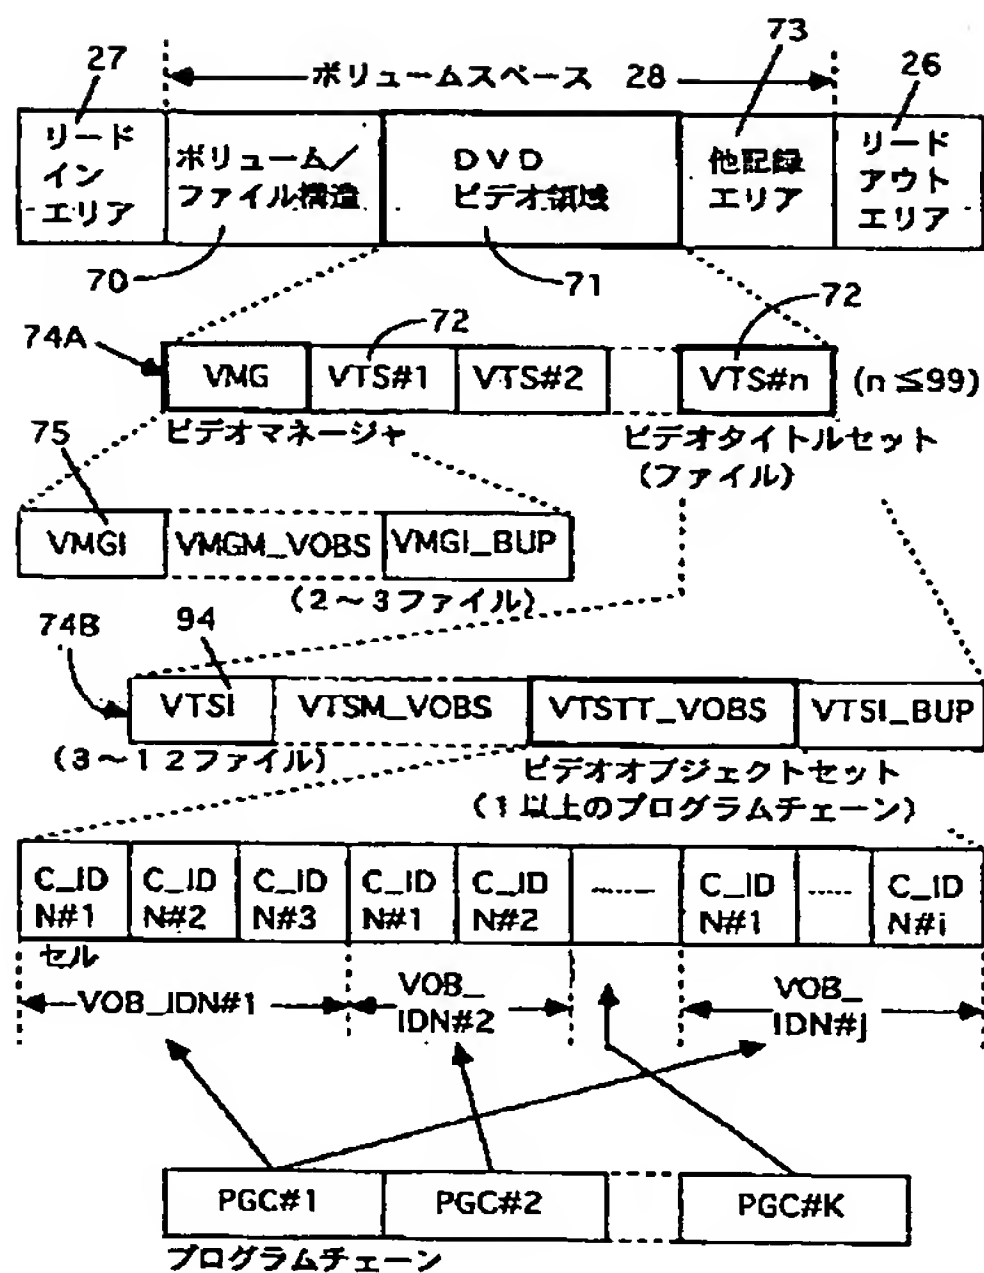 73
27
ボリュームスペース 28
26
リード
イン
エリア
ボリューム/
ファイル構造
DVD
ビデオ領域
他記録
エリア
リード
アウト
エリア
70
71
72
72
74A
VMG
VTS#1
VTS#2
VTS#n
(n≦99)
ビデオマネージャ
ビデオタイトルセット
(ファイル)
75
VMGI
VMGM_VOBS
VMGI_BUP
(2~3ファイル)
74B
94
VTSI
VTSM_VOBS
VTSTT_VOBS
VTSI_BUP
(3~12ファイル)
ビデオオブジェクトセット
(1以上のプログラムチェーン)
C_ID
N#1
C_ID
N#2
C_ID
N#3
C_ID
N#1
C_ID
N#2
C_ID
N#1
C_ID
N#i
セル
VOB_IDN#1
VOB_
IDN#2
VOB_
IDN#j
PGC#1
PGC#2
PGC#K
プログラムチェーン